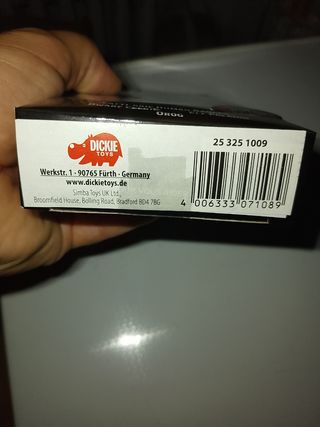 DICKIE
TOYS
25 325 1009
Werkstr. 1 · 90765 Fürth · Germany
www.dickietoys.de
Simba Toys UK Ltd.,
Broomfield House, Bolling Road, Bradford BD4 7BG
4 006333 071089